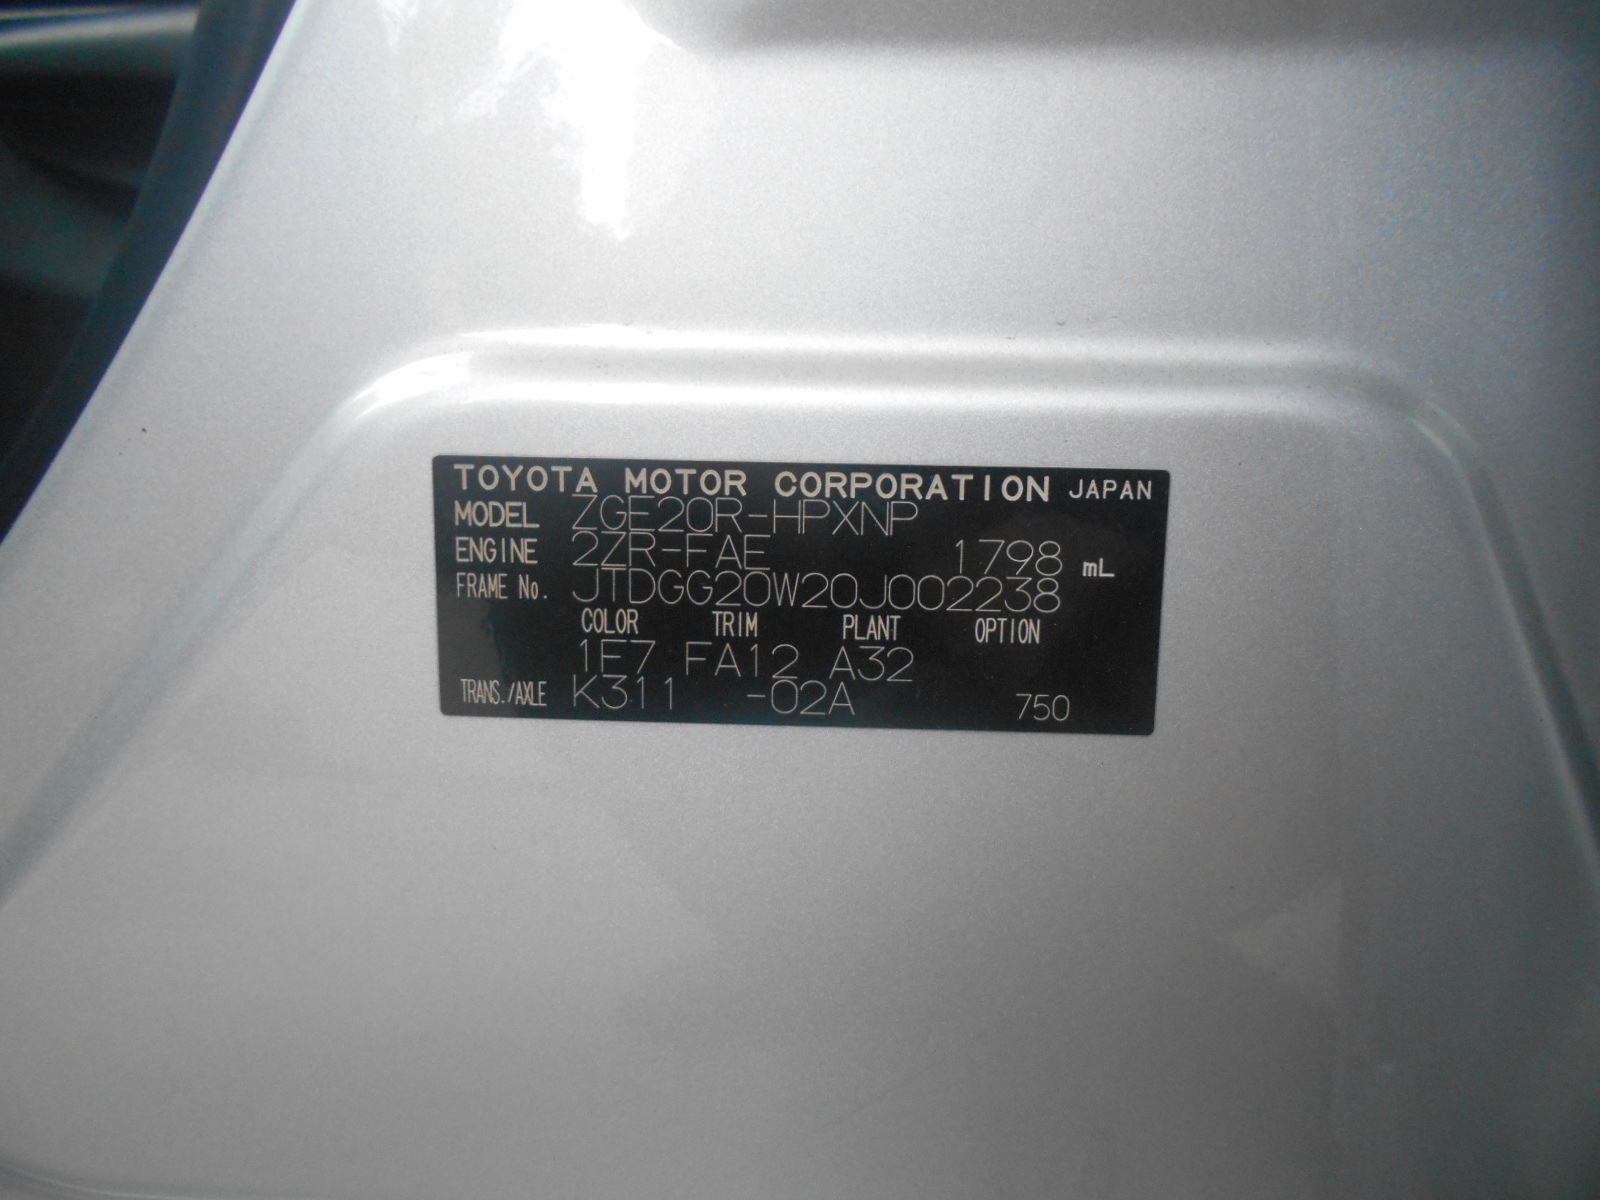 TOYOTA MOTOR CORPORATION JAPAN
MODEL ZGE20R-HPXNP
ENGINE 2ZR-FAE 1798 mL
FRAME No. JTDGG20W20J002238
COLOR TRIM PLANT OPTION
1E7 FA12 A32
TRANS./AXLE K311 -02A 750